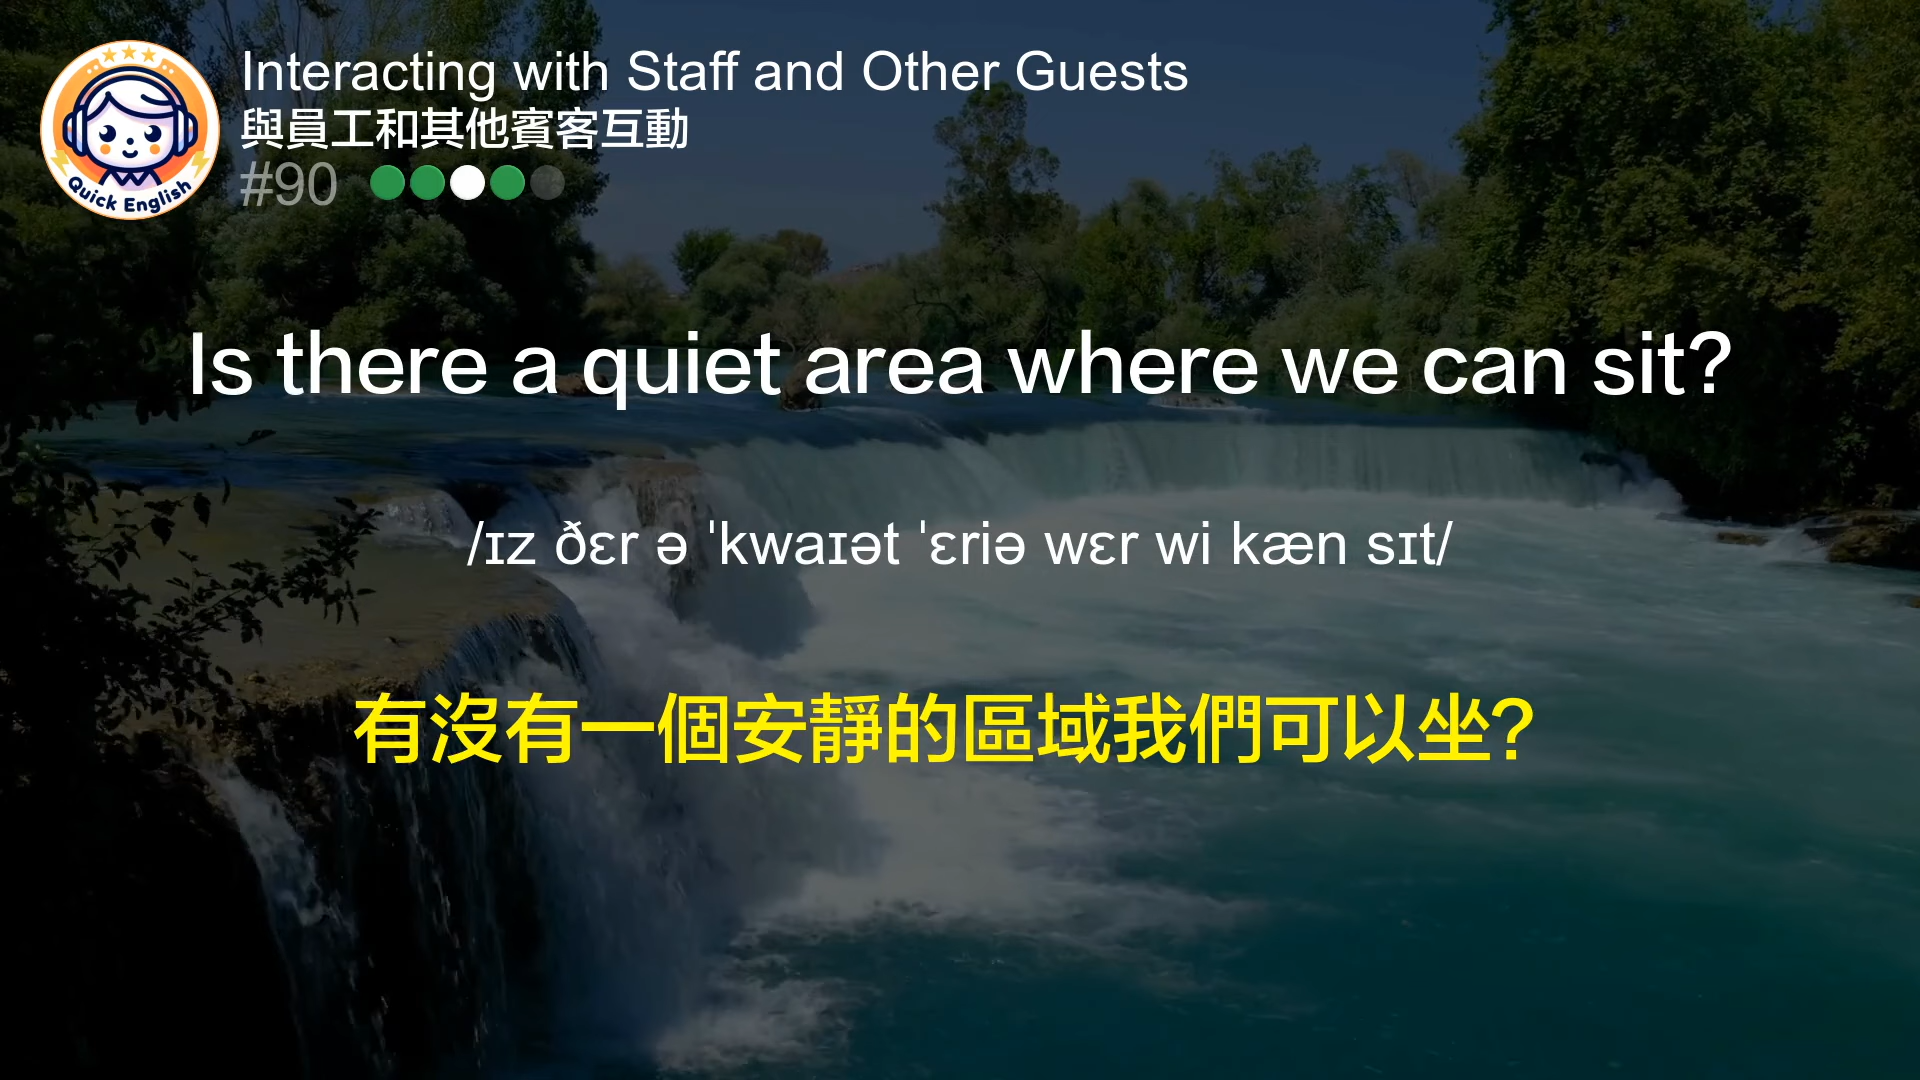 Interacting with Staff and Other Guests
與員工和其他賓客互動
#90
Quick English
Is there a quiet area where we can sit?
/ɪz ðɛr ə ˈkwaɪət ˈɛriə wɛr wi kæn sɪt/
有沒有一個安靜的區域我們可以坐?